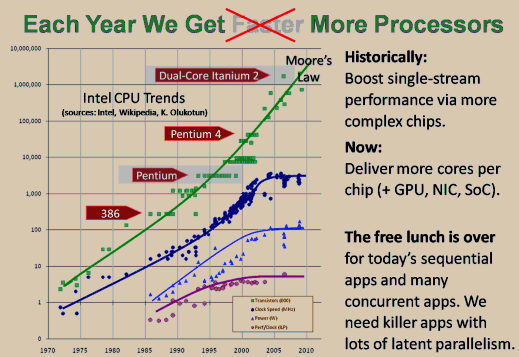 Each Year We Get Faster More Processors
Moore's
Law
Dual-Core Itanium 2
Intel CPU Trends
(sources: Intel, Wikipedia, K. Olukotun)
Pentium 4
Pentium
386
10,000,000
1,000,000
100,000
10,000
1,000
100
10
1
0
1970 1975 1980 1985 1990 1995 2000 2005 2010
Transistors (000)
Clock Speed (MHz)
Power (W)
Perf/Clock (ILP)
Historically:
Boost single-stream
performance via more
complex chips.
Now:
Deliver more cores per
chip (+ GPU, NIC, SoC).
The free lunch is over
for today's sequential
apps and many
concurrent apps. We
need killer apps with
lots of latent parallelism.